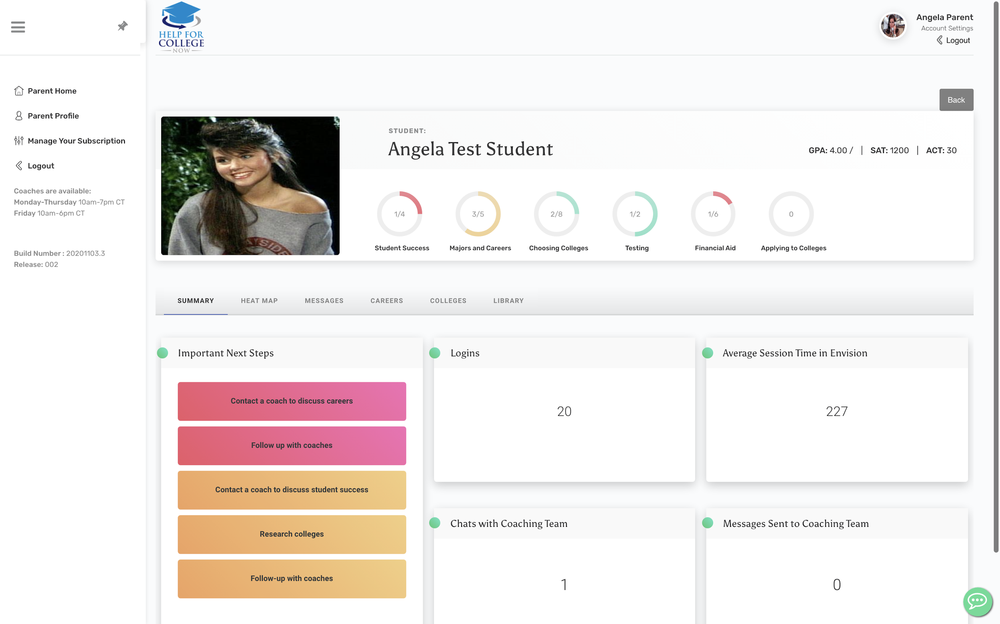 HELP FOR
COLLEGE
NOW
Angela Parent
Account Settings
Logout
Parent Home
Parent Profile
Manage Your Subscription
Logout
Coaches are available:
Monday-Thursday 10am-7pm CT
Friday 10am-6pm CT
Build Number : 20201103.3
Release: 002
Back
STUDENT:
Angela Test Student
GPA: 4.00 / | SAT: 1200 | ACT: 30
1/4
3/5
2/8
1/2
1/6
0
Student Success
Majors and Careers
Choosing Colleges
Testing
Financial Aid
Applying to Colleges
SUMMARY
HEAT MAP
MESSAGES
CAREERS
COLLEGES
LIBRARY
Important Next Steps
Contact a coach to discuss careers
Follow up with coaches
Contact a coach to discuss student success
Research colleges
Follow-up with coaches
Logins
20
Average Session Time in Envision
227
Chats with Coaching Team
1
Messages Sent to Coaching Team
0